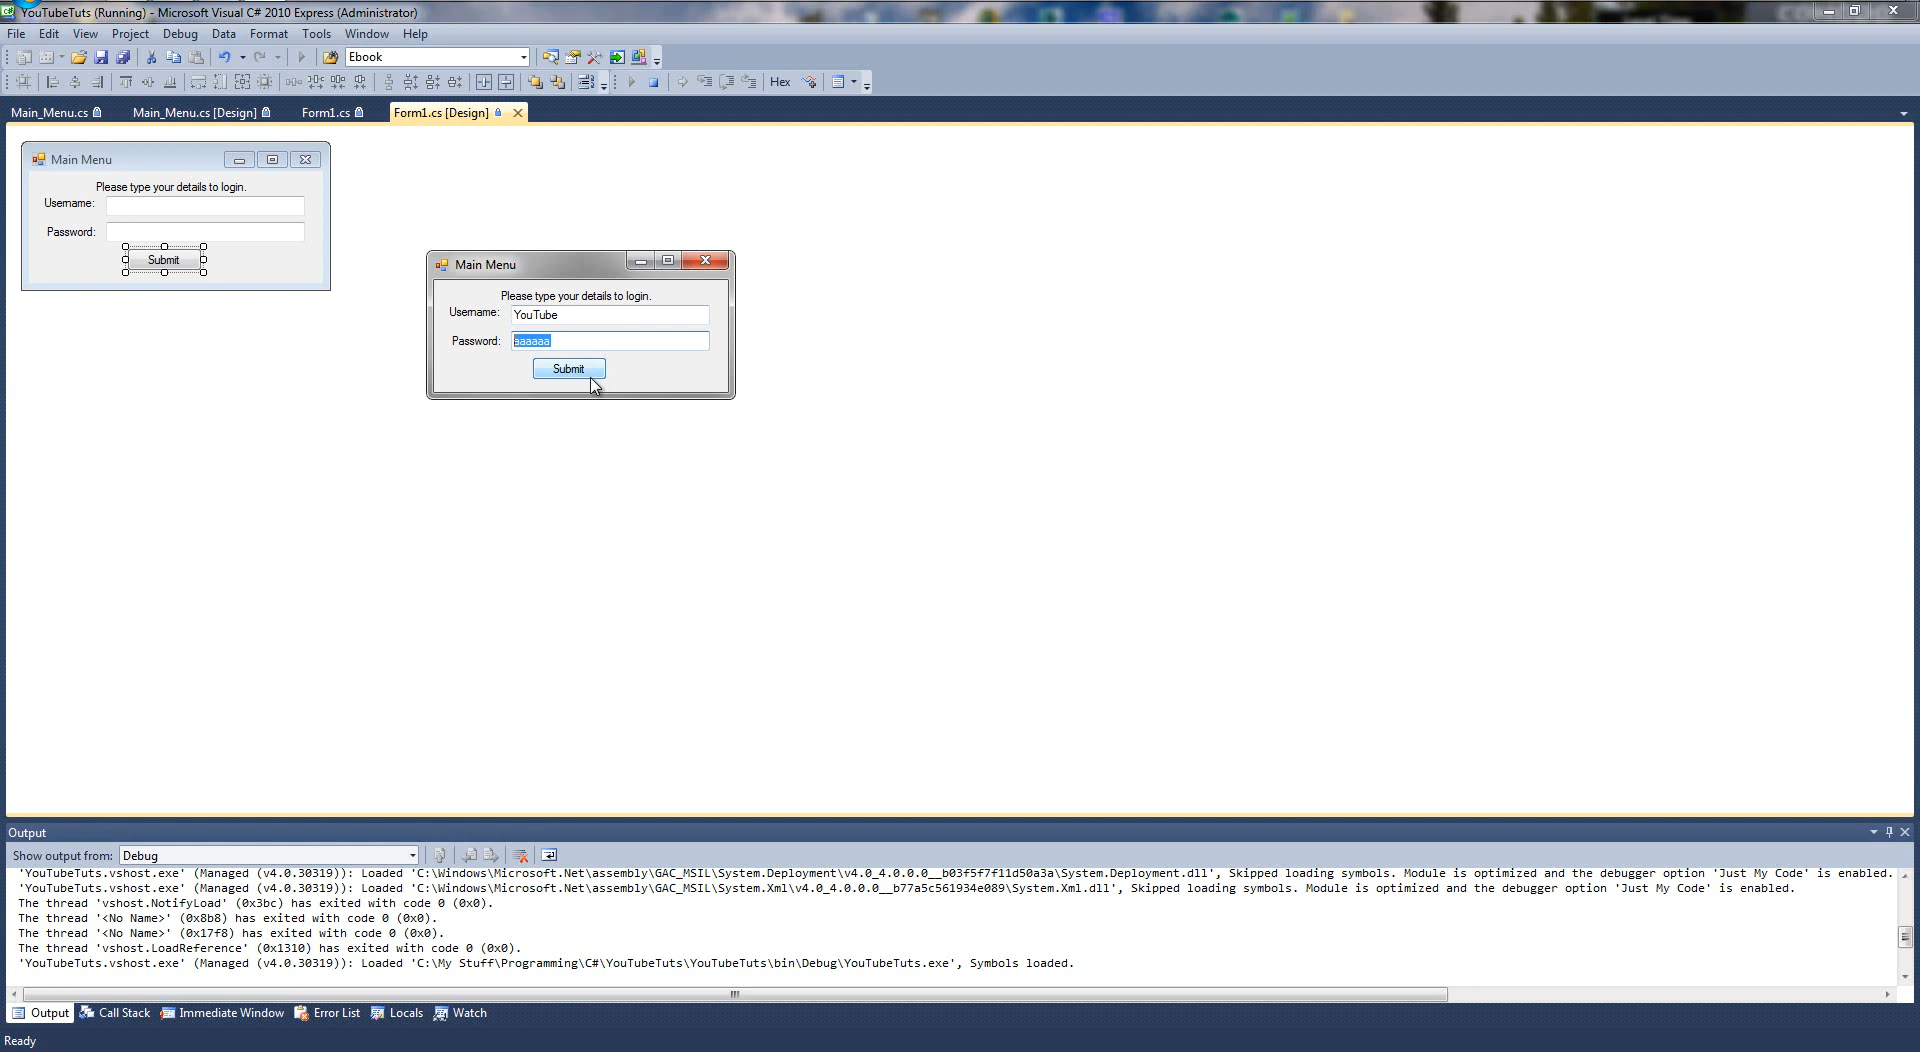 YouTubeTuts (Running) - Microsoft Visual C# 2010 Express (Administrator)
File Edit View Project Debug Data Format Tools Window Help
Ebook
Hex
Main_Menu.cs Main_Menu.cs [Design] Form1.cs Form1.cs [Design]
Main Menu
Please type your details to login.
Username:
Password:
Submit
Main Menu
Please type your details to login.
Username: YouTube
Password: aaaaaa
Submit
Output
Show output from: Debug
'YouTubeTuts.vshost.exe' (Managed (v4.0.30319)): Loaded 'C:\Windows\Microsoft.Net\assembly\GAC_MSIL\System.Deployment\v4.0_4.0.0.0__b03f5f7f11d50a3a\System.Deployment.dll', Skipped loading symbols. Module is optimized and the debugger option 'Just My Code' is enabled.
'YouTubeTuts.vshost.exe' (Managed (v4.0.30319)): Loaded 'C:\Windows\Microsoft.Net\assembly\GAC_MSIL\System.Xml\v4.0_4.0.0.0__b77a5c561934e089\System.Xml.dll', Skipped loading symbols. Module is optimized and the debugger option 'Just My Code' is enabled.
The thread 'vshost.NotifyLoad' (0x3bc) has exited with code 0 (0x0).
The thread '<No Name>' (0x8b8) has exited with code 0 (0x0).
The thread '<No Name>' (0x17f8) has exited with code 0 (0x0).
The thread 'vshost.LoadReference' (0x1310) has exited with code 0 (0x0).
'YouTubeTuts.vshost.exe' (Managed (v4.0.30319)): Loaded 'C:\My Stuff\Programming\C#\YouTubeTuts\YouTubeTuts\bin\Debug\YouTubeTuts.exe', Symbols loaded.
Output Call Stack Immediate Window Error List Locals Watch
Ready